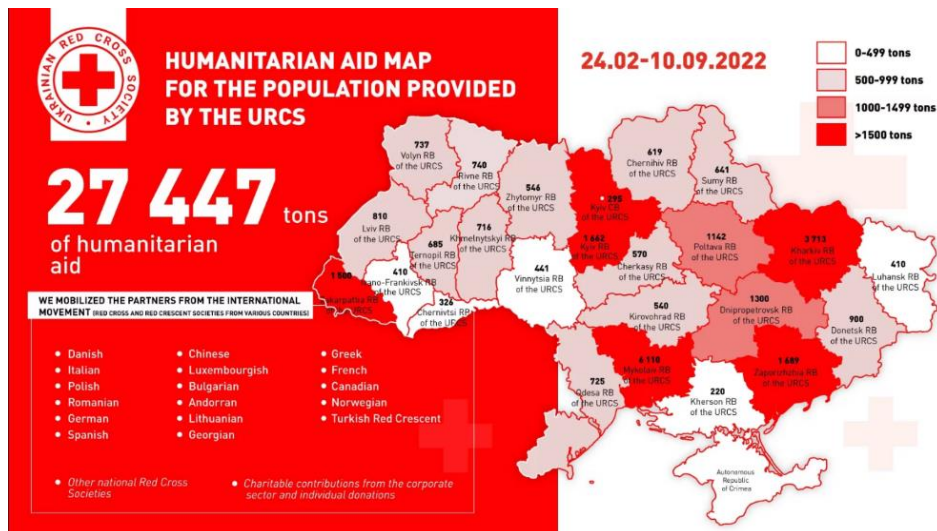 UKRAINIAN RED CROSS SOCIETY
HUMANITARIAN AID MAP
FOR THE POPULATION PROVIDED
BY THE URCS
24.02-10.09.2022
0-499 tons
500-999 tons
1000-1499 tons
>1500 tons
27 447 tons
of humanitarian
aid
WE MOBILIZED THE PARTNERS FROM THE INTERNATIONAL
MOVEMENT (RED CROSS AND RED CRESCENT SOCIETIES FROM VARIOUS COUNTRIES)
Danish
Italian
Polish
Romanian
German
Spanish
Chinese
Luxembourgish
Bulgarian
Andorran
Lithuanian
Georgian
Greek
French
Canadian
Norwegian
Turkish Red Crescent
Other national Red Cross
Societies
Charitable contributions from the corporate
sector and individual donations
737
Volyn RB
of the URCS
740
Rivne RB
of the URCS
546
Zhytomyr RB
of the URCS
295
Kyiv CB
of the URCS
1 662
Kyiv RB
of the URCS
619
Chernihiv RB
of the URCS
641
Sumy RB
of the URCS
810
Lviv RB
of the URCS
685
Ternopil RB
of the URCS
716
Khmelnytskyi RB
of the URCS
441
Vinnytsia RB
of the URCS
570
Cherkasy RB
of the URCS
1142
Poltava RB
of the URCS
3 713
Kharkiv RB
of the URCS
410
Luhansk RB
of the URCS
1 500
RB
of the URCS
410
Ivano-Frankivsk RB
of the URCS
326
Chernivtsi RB
of the URCS
540
Kirovohrad RB
of the URCS
1300
Dnipropetrovsk RB
of the URCS
900
Donetsk RB
of the URCS
725
Odesa RB
of the URCS
6 110
Mykolaiv RB
of the URCS
220
Kherson RB
of the URCS
1 689
Zaporizhzhia RB
of the URCS
Autonomous
Republic
of Crimea